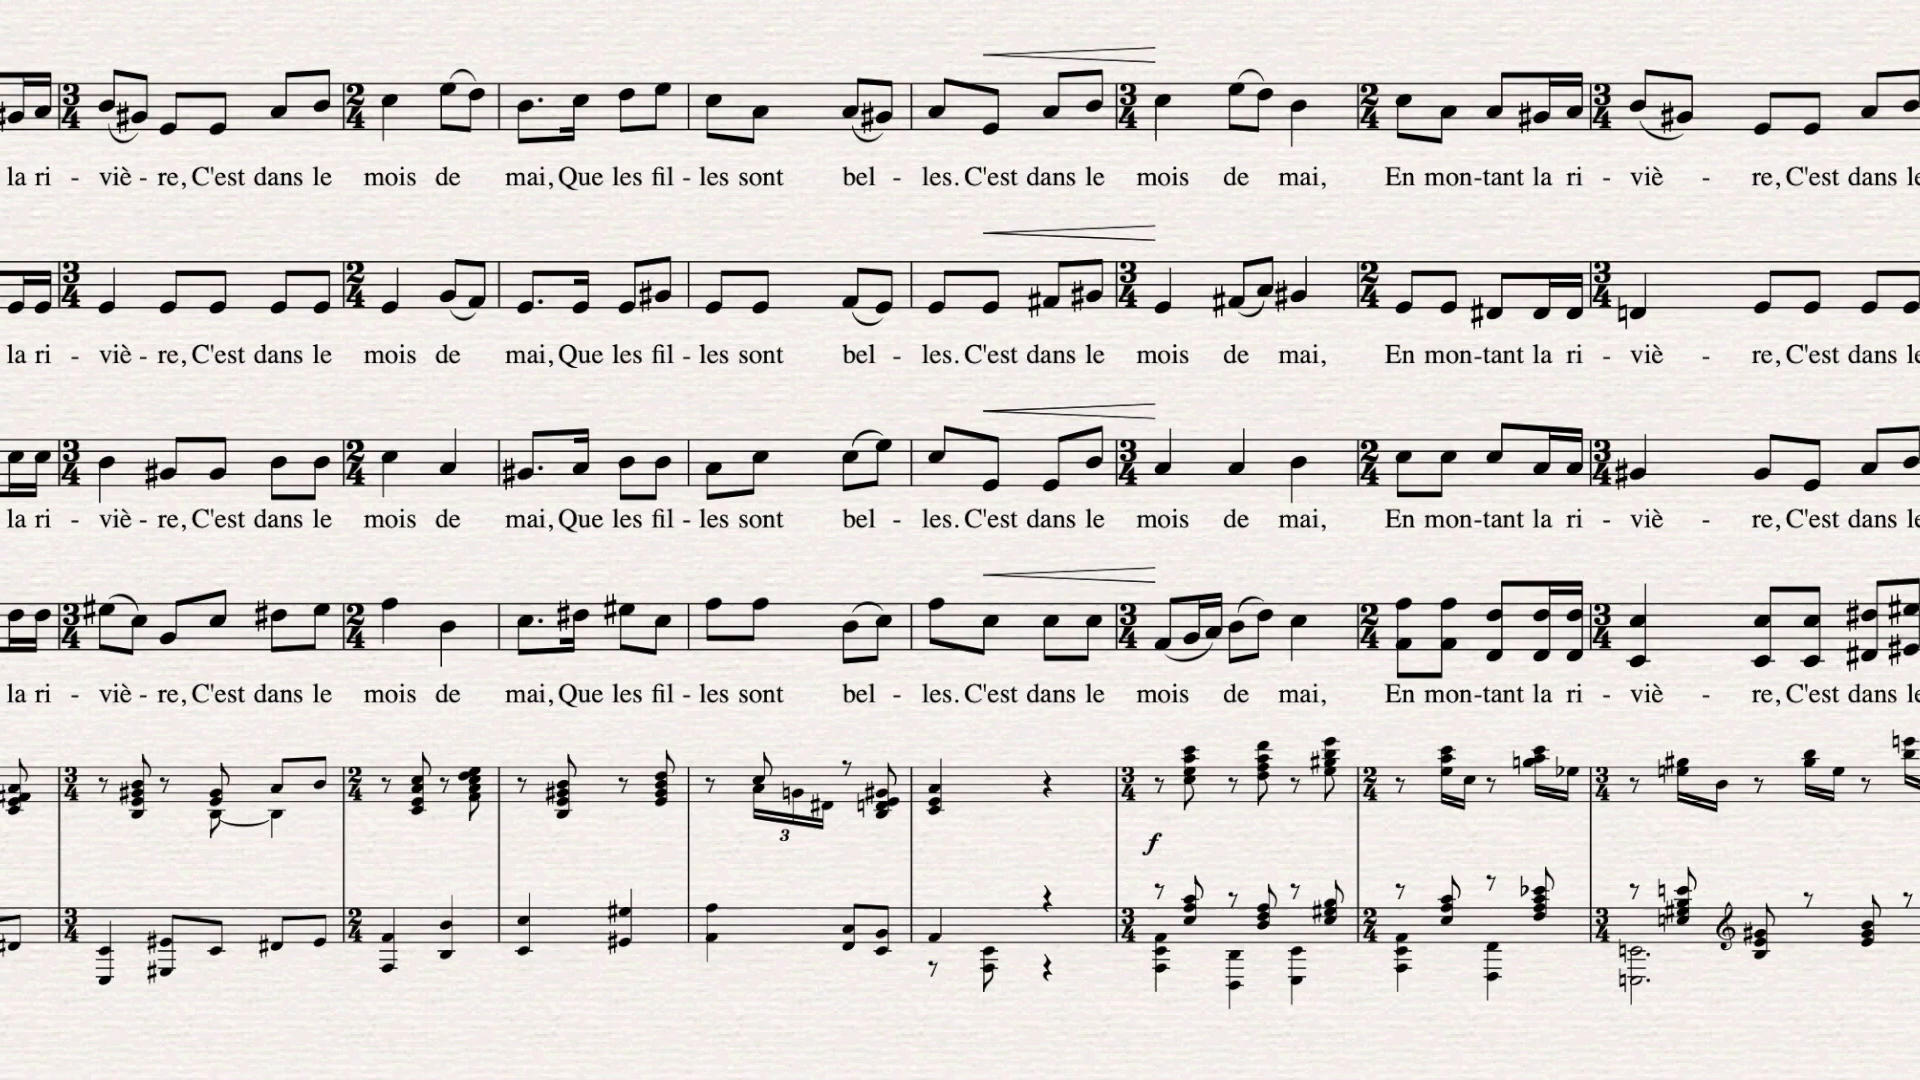 la ri - viè - re, C'est dans le mois de mai, Que les fil - les sont bel - les. C'est dans le mois de mai, En mon-tant la ri - viè - re, C'est dans le
la ri - viè - re, C'est dans le mois de mai, Que les fil - les sont bel - les. C'est dans le mois de mai, En mon-tant la ri - viè - re, C'est dans le
la ri - viè - re, C'est dans le mois de mai, Que les fil - les sont bel - les. C'est dans le mois de mai, En mon-tant la ri - viè - re, C'est dans le
la ri - viè - re, C'est dans le mois de mai, Que les fil - les sont bel - les. C'est dans le mois de mai, En mon-tant la ri - viè - re, C'est dans le
3
f